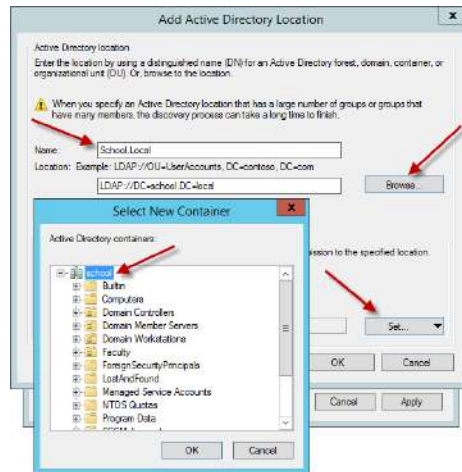 Add Active Directory Location
x
Active Directory location
Enter the location by using a distinguished name (DN) for an Active Directory forest, domain, container, or
organizational unit (OU). Or, browse to the location.
When you specify an Active Directory location that has a large number of groups or groups that
have many members, the discovery process can take a long time to finish.
Name: School.Local
Location: Example: LDAP://OU=UserAccounts, DC=contoso, DC=com
LDAP://DC=school,DC=local
Browse...
Select New Container
x
Active Directory containers:
ission to the specified location.
school
Builtin
Computers
Domain Controllers
Domain Member Servers
Domain Workstations
Set...
Faculty
ForeignSecurityPrincipals
OK Cancel
LostAndFound
Managed Service Accounts
NTDS Quotas
Cancel Apply
Program Data
OK Cancel